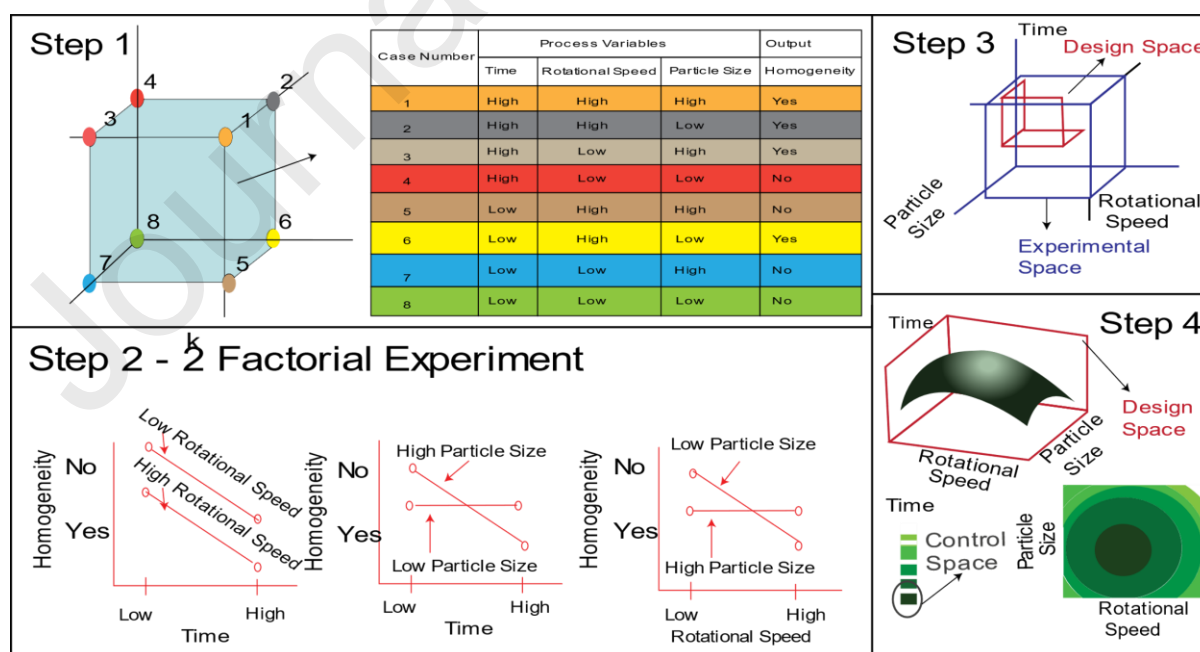 Journa
Step 1
4
2
3
1
8
6
7
5
Case Number Process Variables Output
Time Rotational Speed Particle Size Homogeneity
1 High High High Yes
2 High High Low Yes
3 High Low High Yes
4 High Low Low No
5 Low High High No
6 Low High Low Yes
7 Low Low High No
8 Low Low Low No
Step 2 - 2 k Factorial Experiment
Homogeneity
No
Yes
Low Rotational Speed
High Rotational Speed
Low High
Time
Homogeneity
No
Yes
High Particle Size
Low Particle Size
Low High
Time
Homogeneity
No
Yes
Low Particle Size
High Particle Size
Low High
Rotational Speed
Step 3
Time
Design Space
Particle
Size
Rotational
Speed
Experimental
Space
Step 4
Time
Design
Space
Particle
Size
Rotational
Speed
Time
Control
Space
Particle
Size
Rotational
Speed